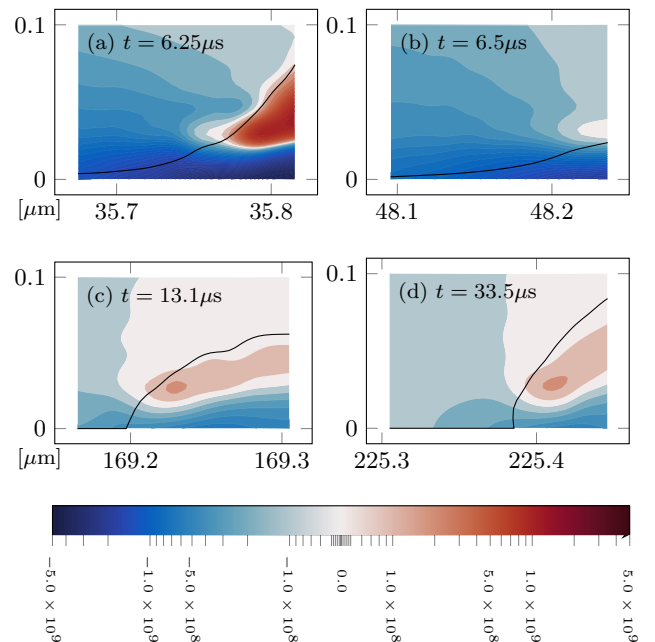 0.1
(a) t = 6.25μs
(b) t = 6.5μs
0
0
[μm]
35.7
35.8
48.1
48.2
0.1
(c) t = 13.1μs
0.1
(d) t = 33.5μs
0
0
[μm]
169.2
169.3
225.3
225.4
−5.0 × 10⁹
−1.0 × 10⁹
−5.0 × 10⁸
−1.0 × 10⁸
0.0
1.0 × 10⁸
5.0 × 10⁸
1.0 × 10⁹
5.0 × 10⁹